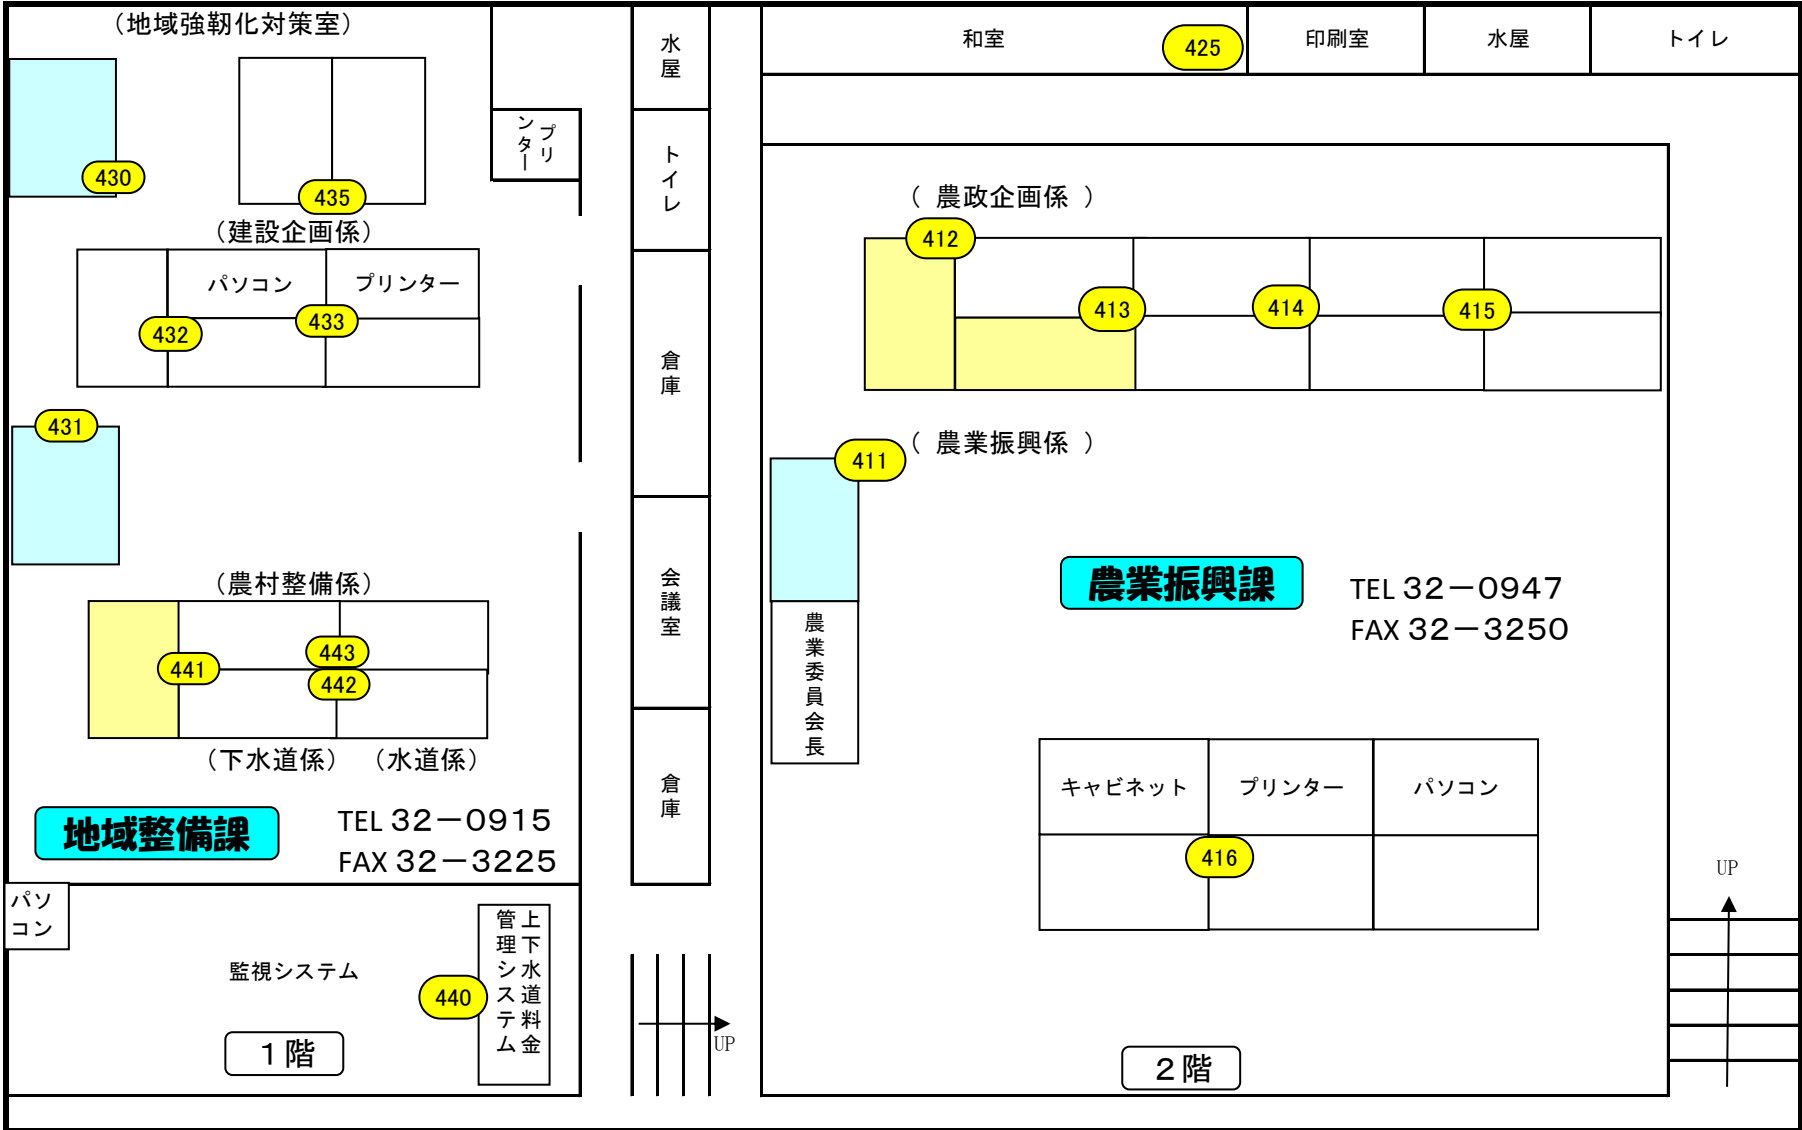 （地域強靭化対策室）
430
435
プリンター
（建設企画係）
パソコン
プリンター
432
433
431
（農村整備係）
441
443
442
（下水道係）
（水道係）
地域整備課
TEL 32－0915
FAX 32－3225
パソ
コン
監視システム
440
上下水道料金
管理システム
１階
水屋
トイレ
倉庫
会議室
倉庫
UP
和室
425
印刷室
水屋
トイレ
（ 農政企画係 ）
412
413
414
415
（ 農業振興係 ）
411
農業委員会長
農業振興課
TEL 32－0947
FAX 32－3250
キャビネット
プリンター
パソコン
416
２階
UP